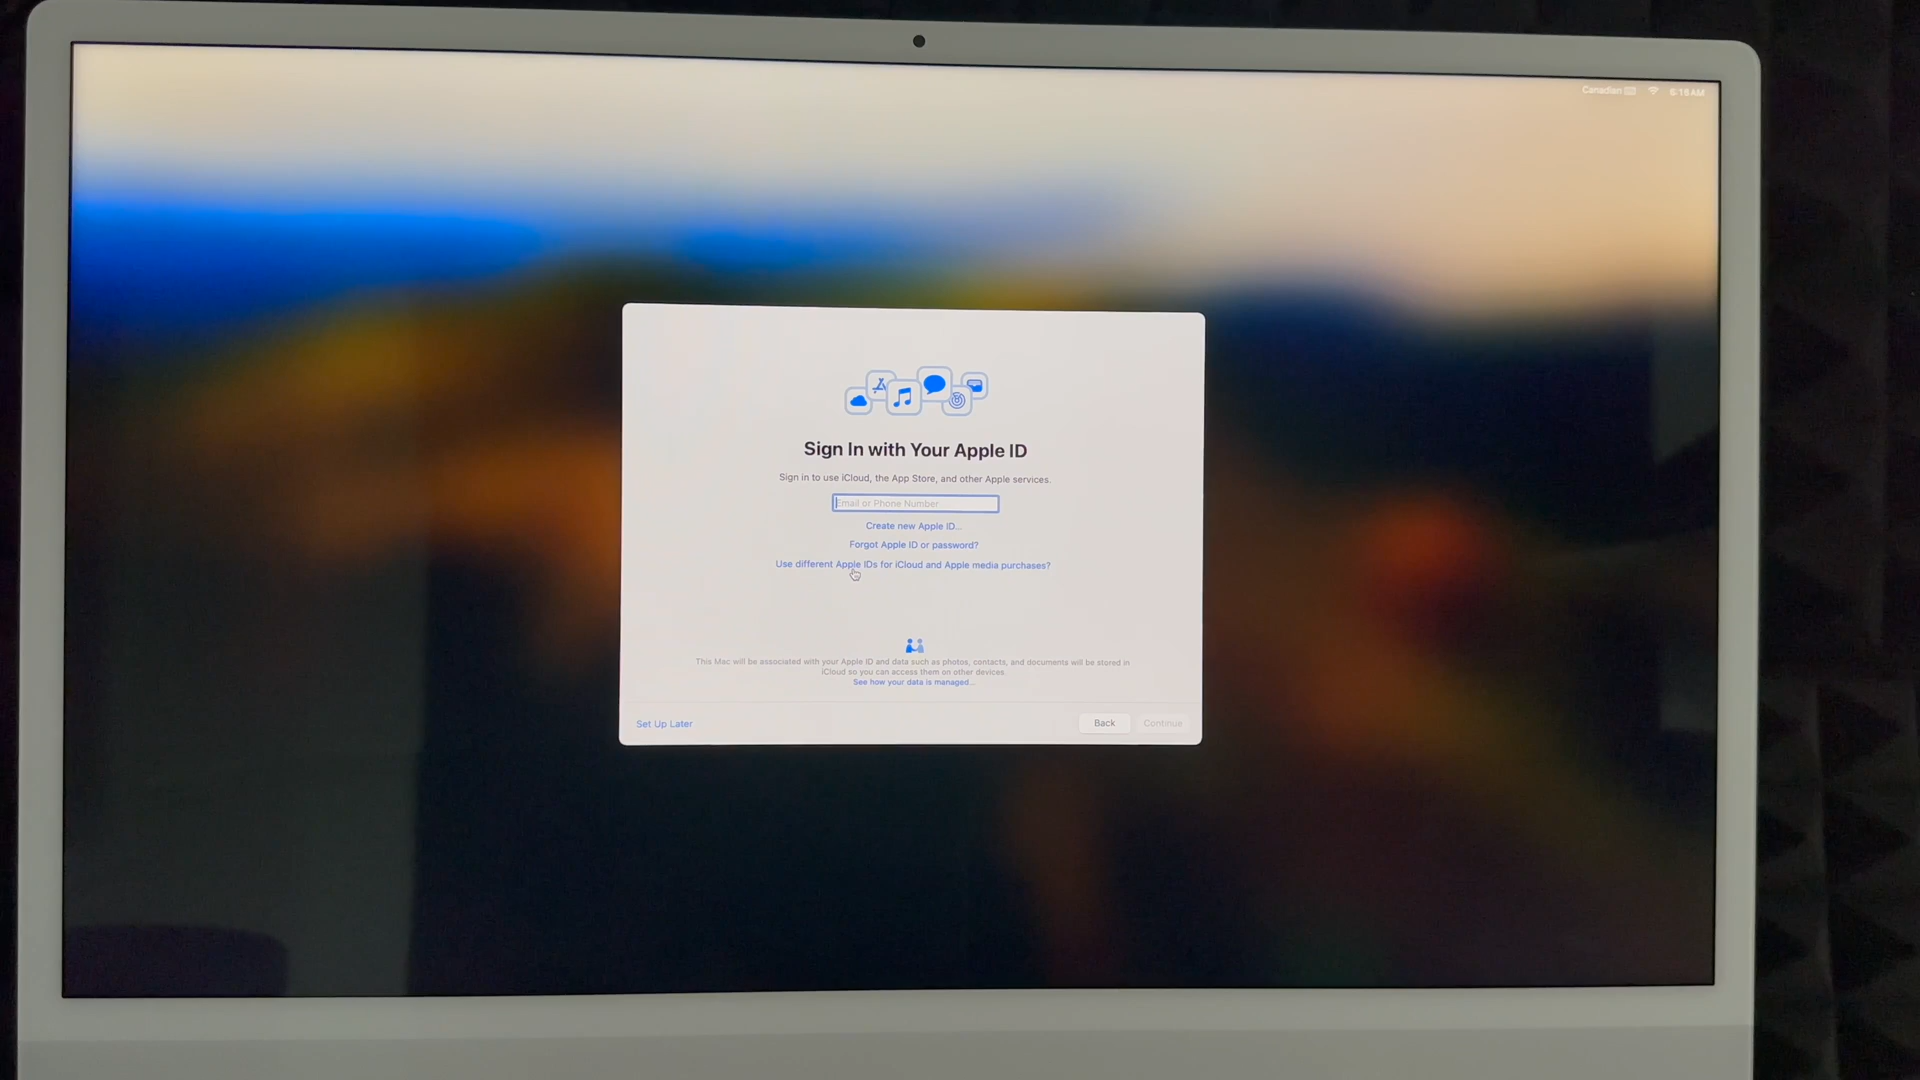 Canadian 6:18 AM
Sign In with Your Apple ID
Sign in to use iCloud, the App Store, and other Apple services.
Email or Phone Number
Create new Apple ID...
Forgot Apple ID or password?
Use different Apple IDs for iCloud and Apple media purchases?
This Mac will be associated with your Apple ID and data such as photos, contacts, and documents will be stored in
iCloud so you can access them on other devices.
See how your data is managed...
Set Up Later Back Continue